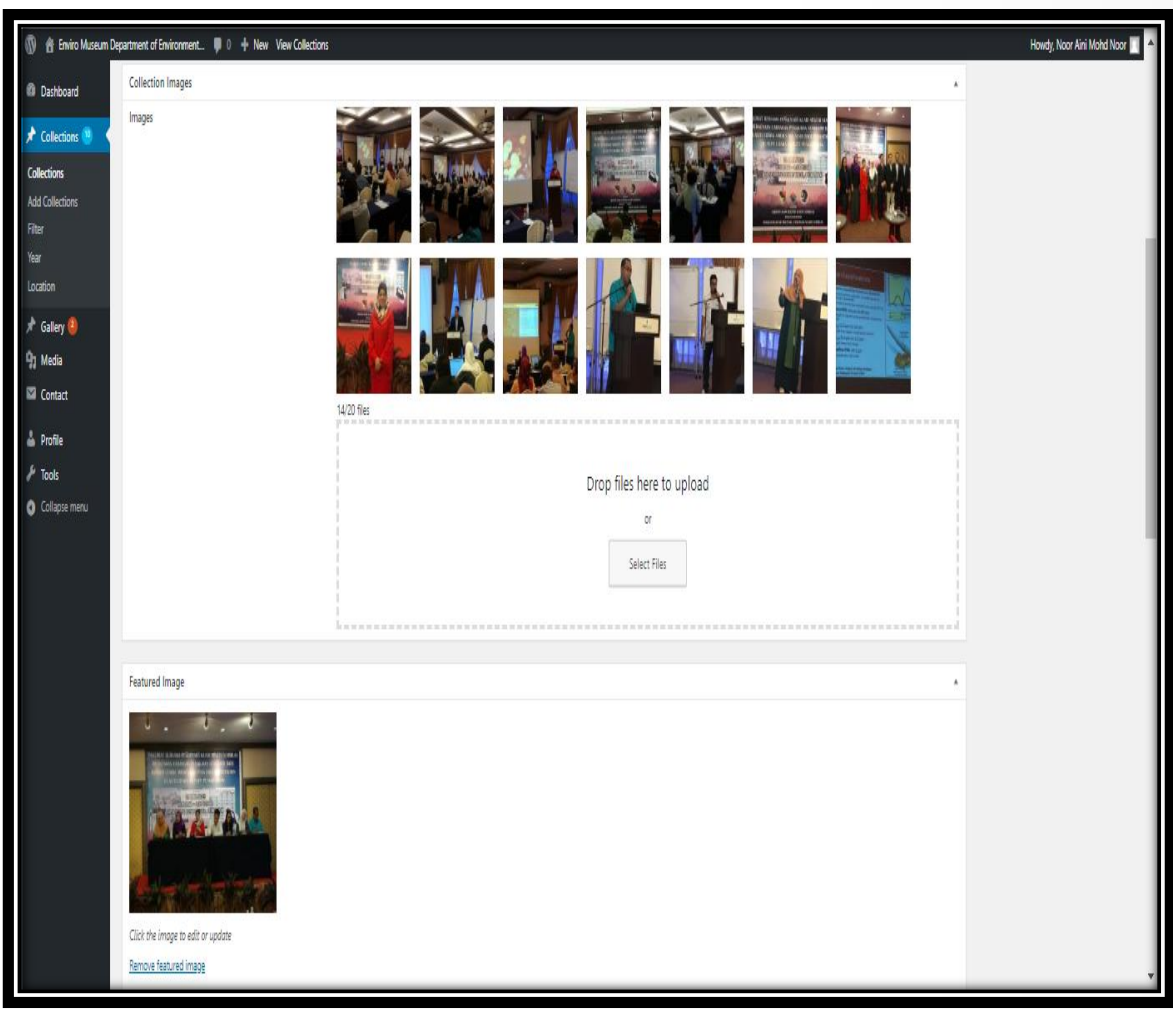 Enviro Museum Department of Environment... 0 New View Collections Howdy, Noor Aini Mohd Noor
Dashboard
Collections 10
Collections
Add Collections
Filter
Year
Location
Gallery
Media
Contact
Profile
Tools
Collapse menu
Collection Images
Images
14/20 files
Drop files here to upload
or
Select Files
Featured Image
Click the image to edit or update
Remove featured image